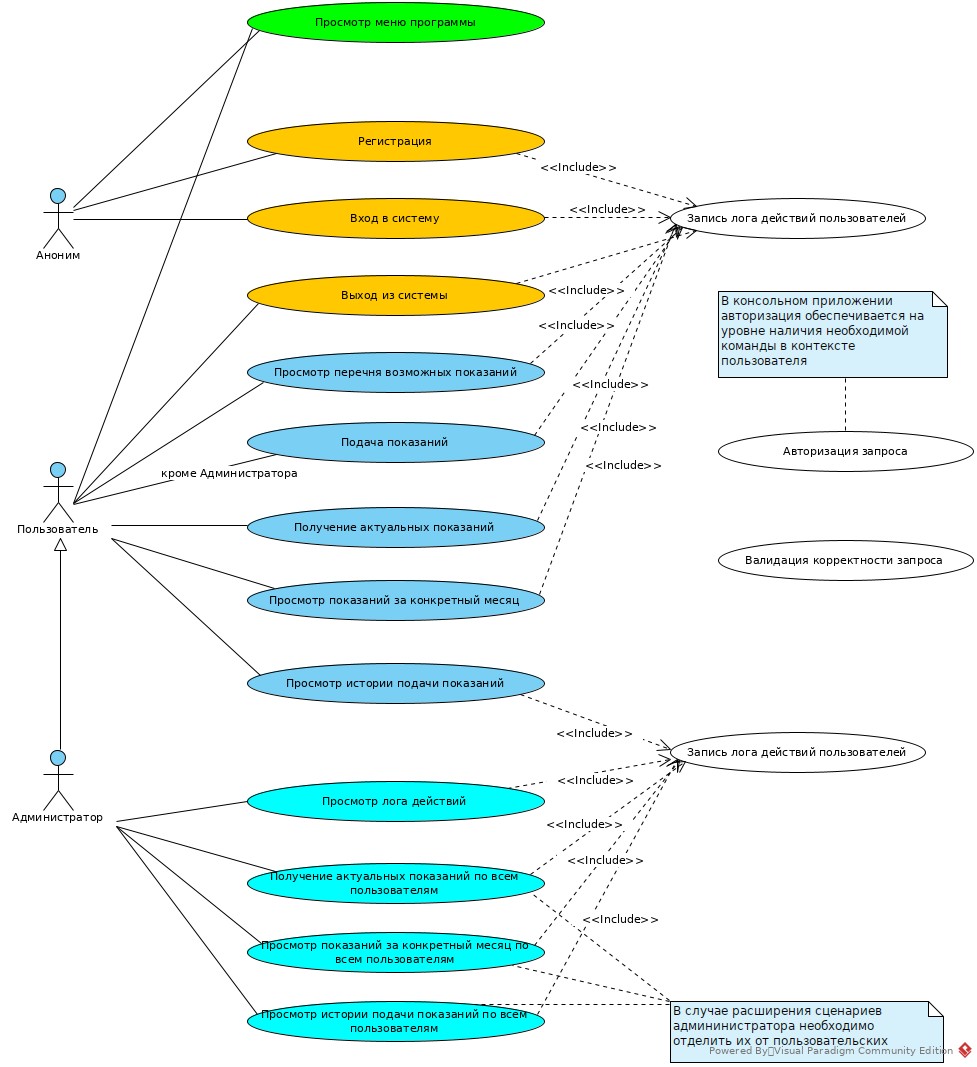 Просмотр меню программы
Регистрация
<<Include>>
Аноним
Вход в систему
<<Include>>
Запись лога действий пользователей
Выход из системы
<<Include>>
В консольном приложении
авторизация обеспечивается на
уровне наличия необходимой
команды в контексте
пользователя
<<Include>>
Просмотр перечня возможных показаний
<<Include>>
Подача показаний
<<Include>>
Авторизация запроса
кроме Администратора
<<Include>>
Пользователь
Получение актуальных показаний
Валидация корректности запроса
Просмотр показаний за конкретный месяц
Просмотр истории подачи показаний
<<Include>>
Запись лога действий пользователей
<<Include>>
Просмотр лога действий
Администратор
<<Include>>
<<Include>>
Получение актуальных показаний по всем
пользователям
<<Include>>
Просмотр показаний за конкретный месяц по
всем пользователям
Просмотр истории подачи показаний по всем
пользователям
В случае расширения сценариев
админинистратора необходимо
отделить их от пользовательских
Powered By Visual Paradigm Community Edition